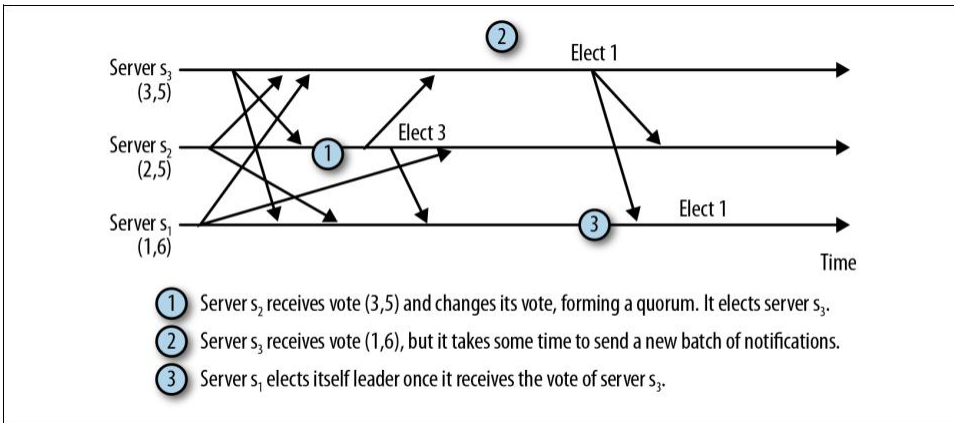 2
Elect 1
Server s3
(3,5)
Server s2
(2,5)
1
Elect 3
Server s1
(1,6)
3
Elect 1
Time
1 Server s2 receives vote (3,5) and changes its vote, forming a quorum. It elects server s3.
2 Server s3 receives vote (1,6), but it takes some time to send a new batch of notifications.
3 Server s1 elects itself leader once it receives the vote of server s3.